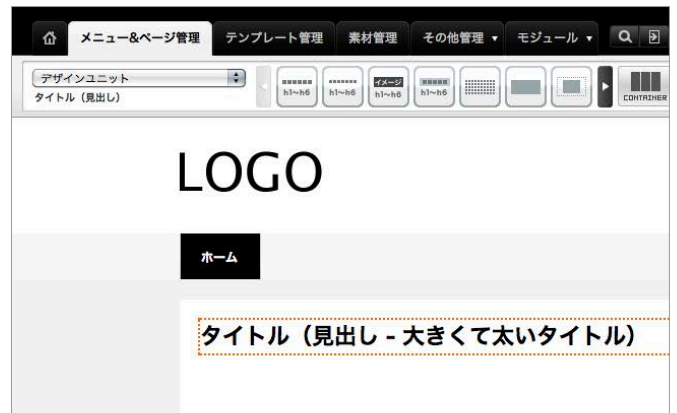 メニュー&ページ管理 テンプレート管理 素材管理 その他管理 ▼ モジュール ▼
デザインユニット
タイトル（見出し）
h1~h6 h1~h6 イメージ h1~h6 h1~h6 CONTAINER
LOGO
ホーム
タイトル（見出し - 大きくて太いタイトル）